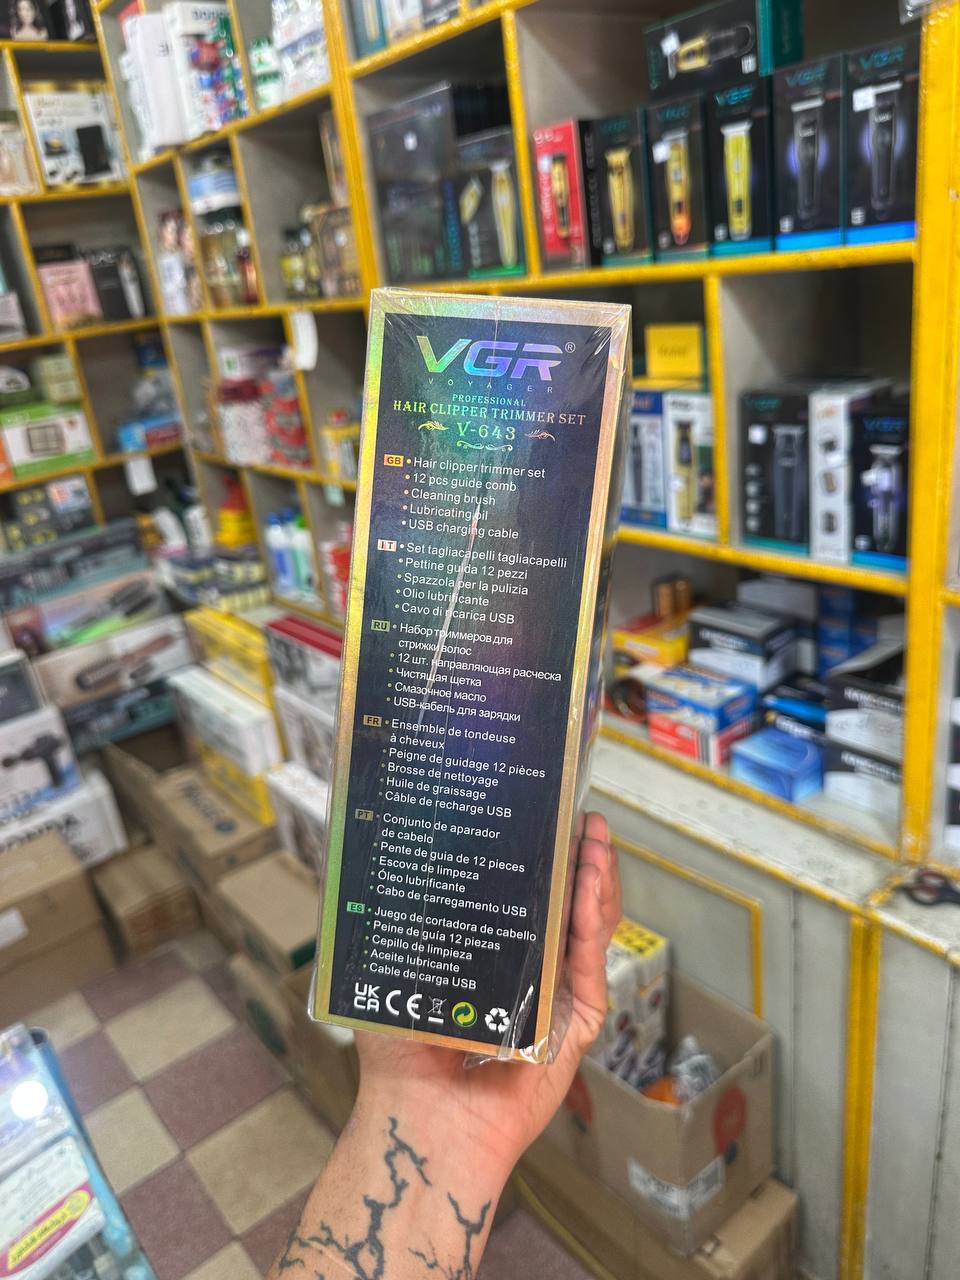 VGR®
VOYAGER
PROFESSIONAL
HAIR CLIPPER TRIMMER SET
V-643
GB • Hair clipper trimmer set
• 12 pcs guide comb
• Cleaning brush
• Lubricating oil
• USB charging cable
IT • Set tagliacapelli tagliacapelli
• Pettine guida 12 pezzi
• Spazzola per la pulizia
• Olio lubrificante
• Cavo di ricarica USB
RU • Набор триммеров для
стрижки волос
• 12 шт. направляющая расческа
• Чистящая щетка
• Смазочное масло
• USB-кабель для зарядки
FR • Ensemble de tondeuse
à cheveux
• Peigne de guidage 12 pièces
• Brosse de nettoyage
• Huile de graissage
• Câble de recharge USB
PT • Conjunto de aparador
de cabelo
• Pente de guia de 12 pieces
• Escova de limpeza
• Óleo lubrificante
• Cabo de carregamento USB
ES • Juego de cortadora de cabello
• Peine de guía 12 piezas
• Cepillo de limpieza
• Aceite lubricante
• Cable de carga USB
UK
CA CE
VGR
VGR
VGR
VGR